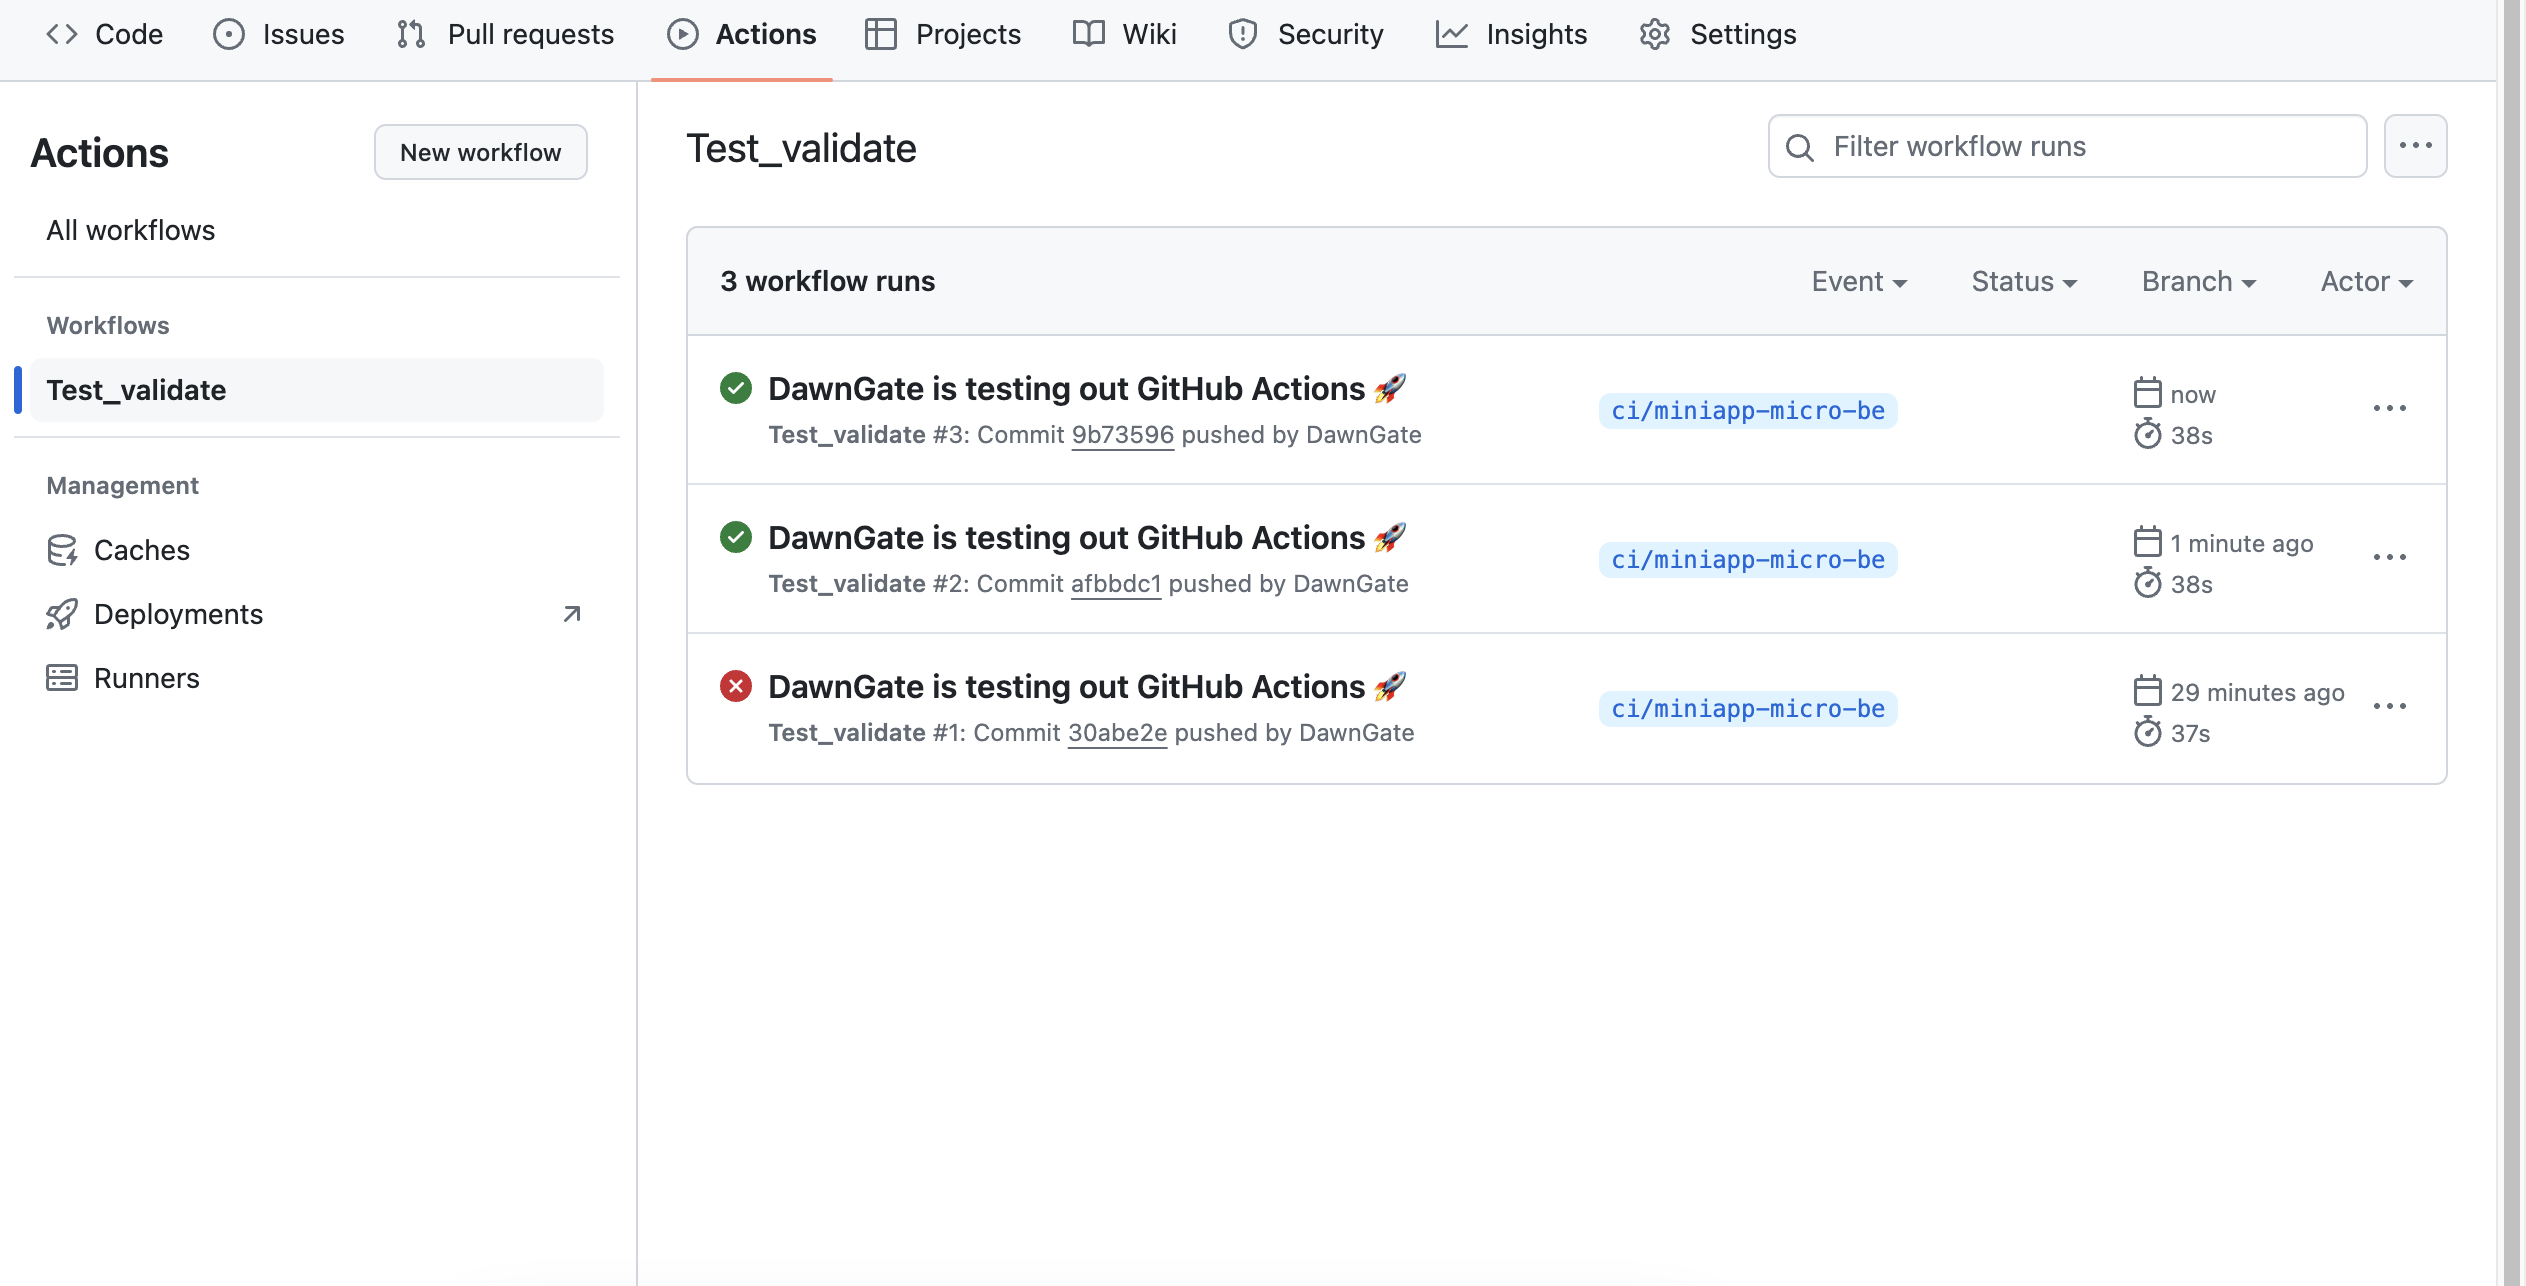 Code Issues Pull requests Actions Projects Wiki Security Insights Settings
Actions
New workflow
All workflows
Workflows
Test_validate
Management
Caches
Deployments
Runners
Test_validate
Filter workflow runs
3 workflow runs
Event Status Branch Actor
DawnGate is testing out GitHub Actions 🚀
Test_validate #3: Commit 9b73596 pushed by DawnGate
ci/miniapp-micro-be
now
38s
DawnGate is testing out GitHub Actions 🚀
Test_validate #2: Commit afbbdc1 pushed by DawnGate
ci/miniapp-micro-be
1 minute ago
38s
DawnGate is testing out GitHub Actions 🚀
Test_validate #1: Commit 30abe2e pushed by DawnGate
ci/miniapp-micro-be
29 minutes ago
37s